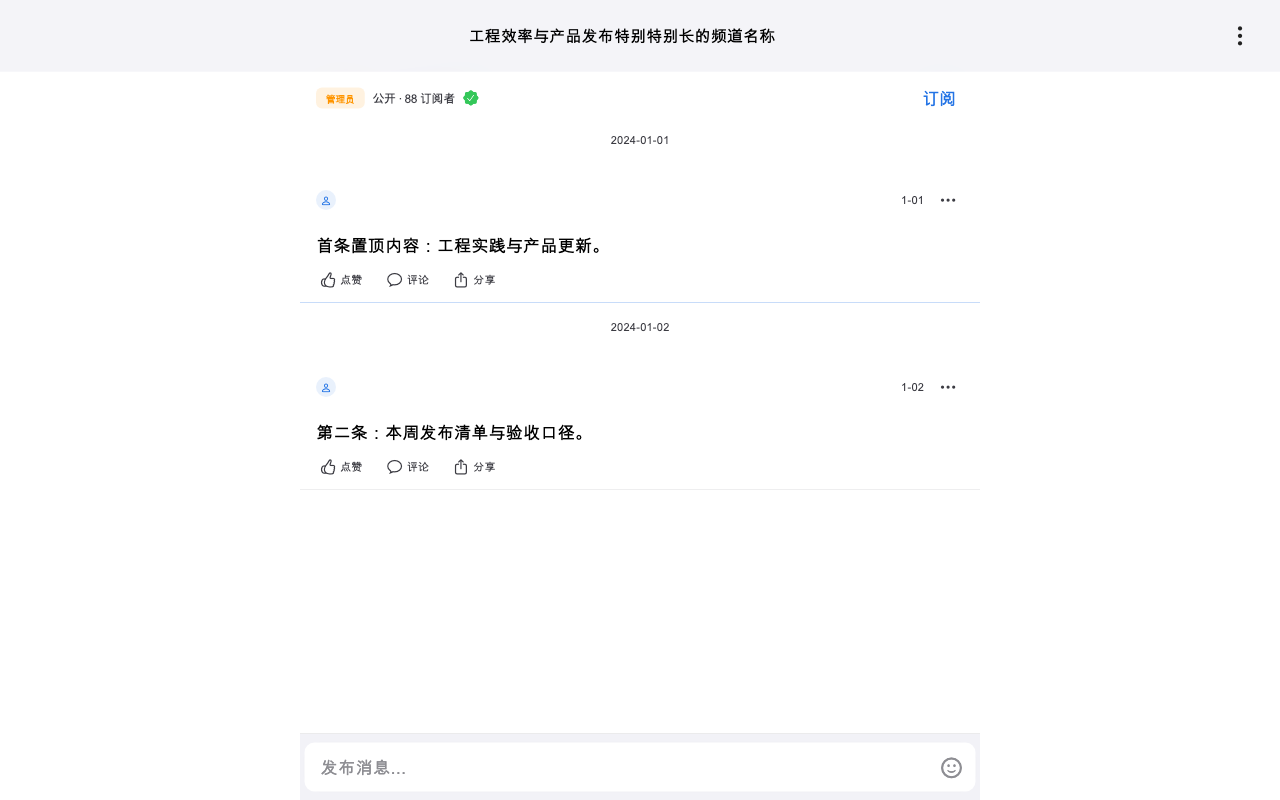 工程效率与产品发布特别特别长的频道名称
管理员 公开 · 88 订阅者 订阅
2024-01-01
1-01
首条置顶内容：工程实践与产品更新。
点赞 评论 分享
2024-01-02
1-02
第二条：本周发布清单与验收口径。
点赞 评论 分享
发布消息...